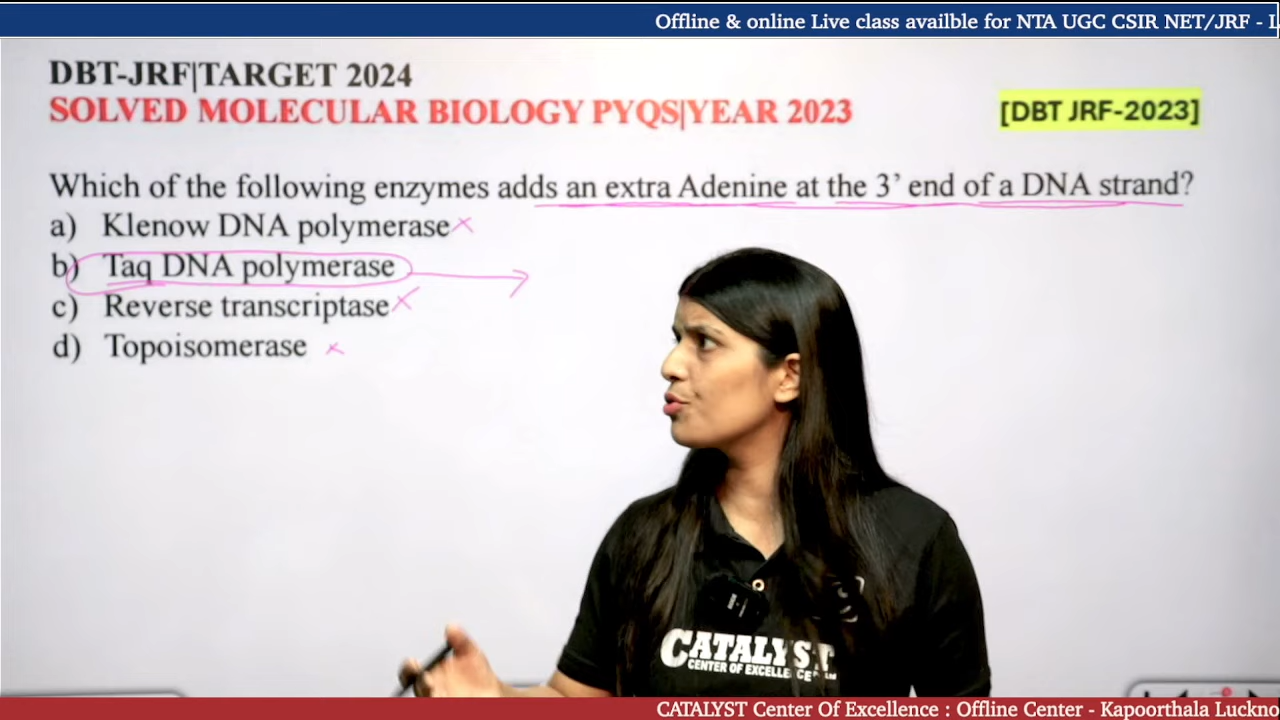 Offline & online Live class availble for NTA UGC CSIR NET/JRF - L
DBT-JRF|TARGET 2024
SOLVED MOLECULAR BIOLOGY PYQS|YEAR 2023
[DBT JRF-2023]
Which of the following enzymes adds an extra Adenine at the 3’ end of a DNA strand?
a) Klenow DNA polymerase
b) Taq DNA polymerase
c) Reverse transcriptase
d) Topoisomerase
CATALYST
CENTER OF EXCELLENCE
CATALYST Center Of Excellence : Offline Center - Kapoorthala Luckno